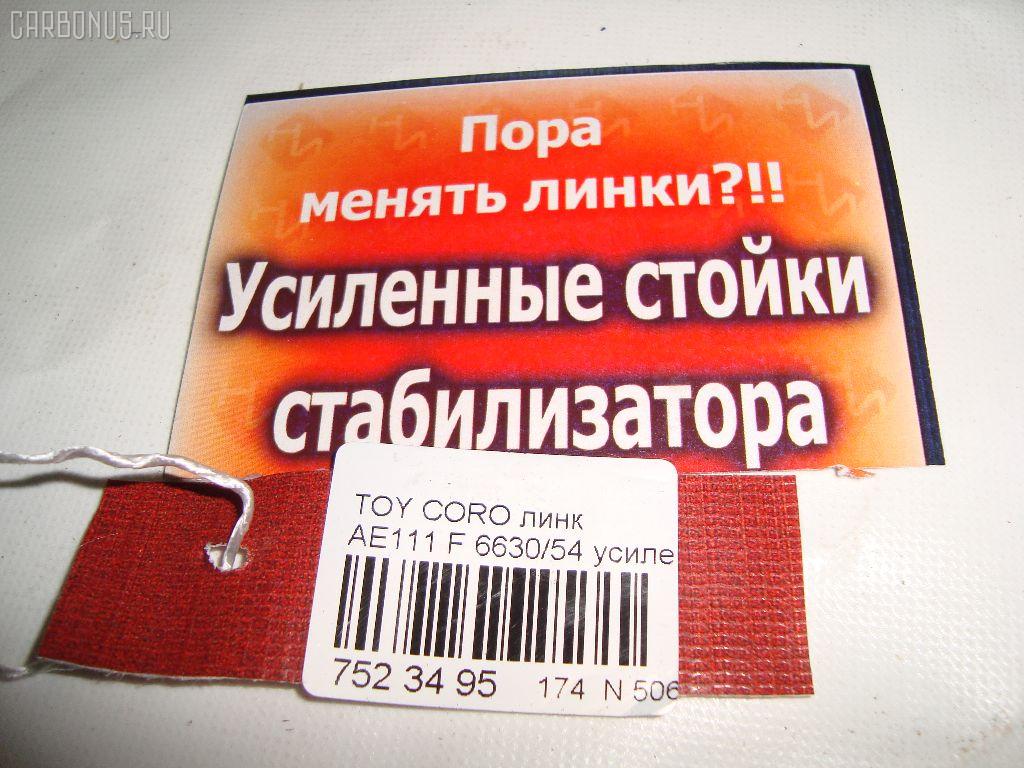 CARBONUS.RU
Пора
менять линки?!!
Усиленные стойки
стабилизатора
TOY CORO линк
AE111 F 6630/54 усиле
752 34 95 174 N 506